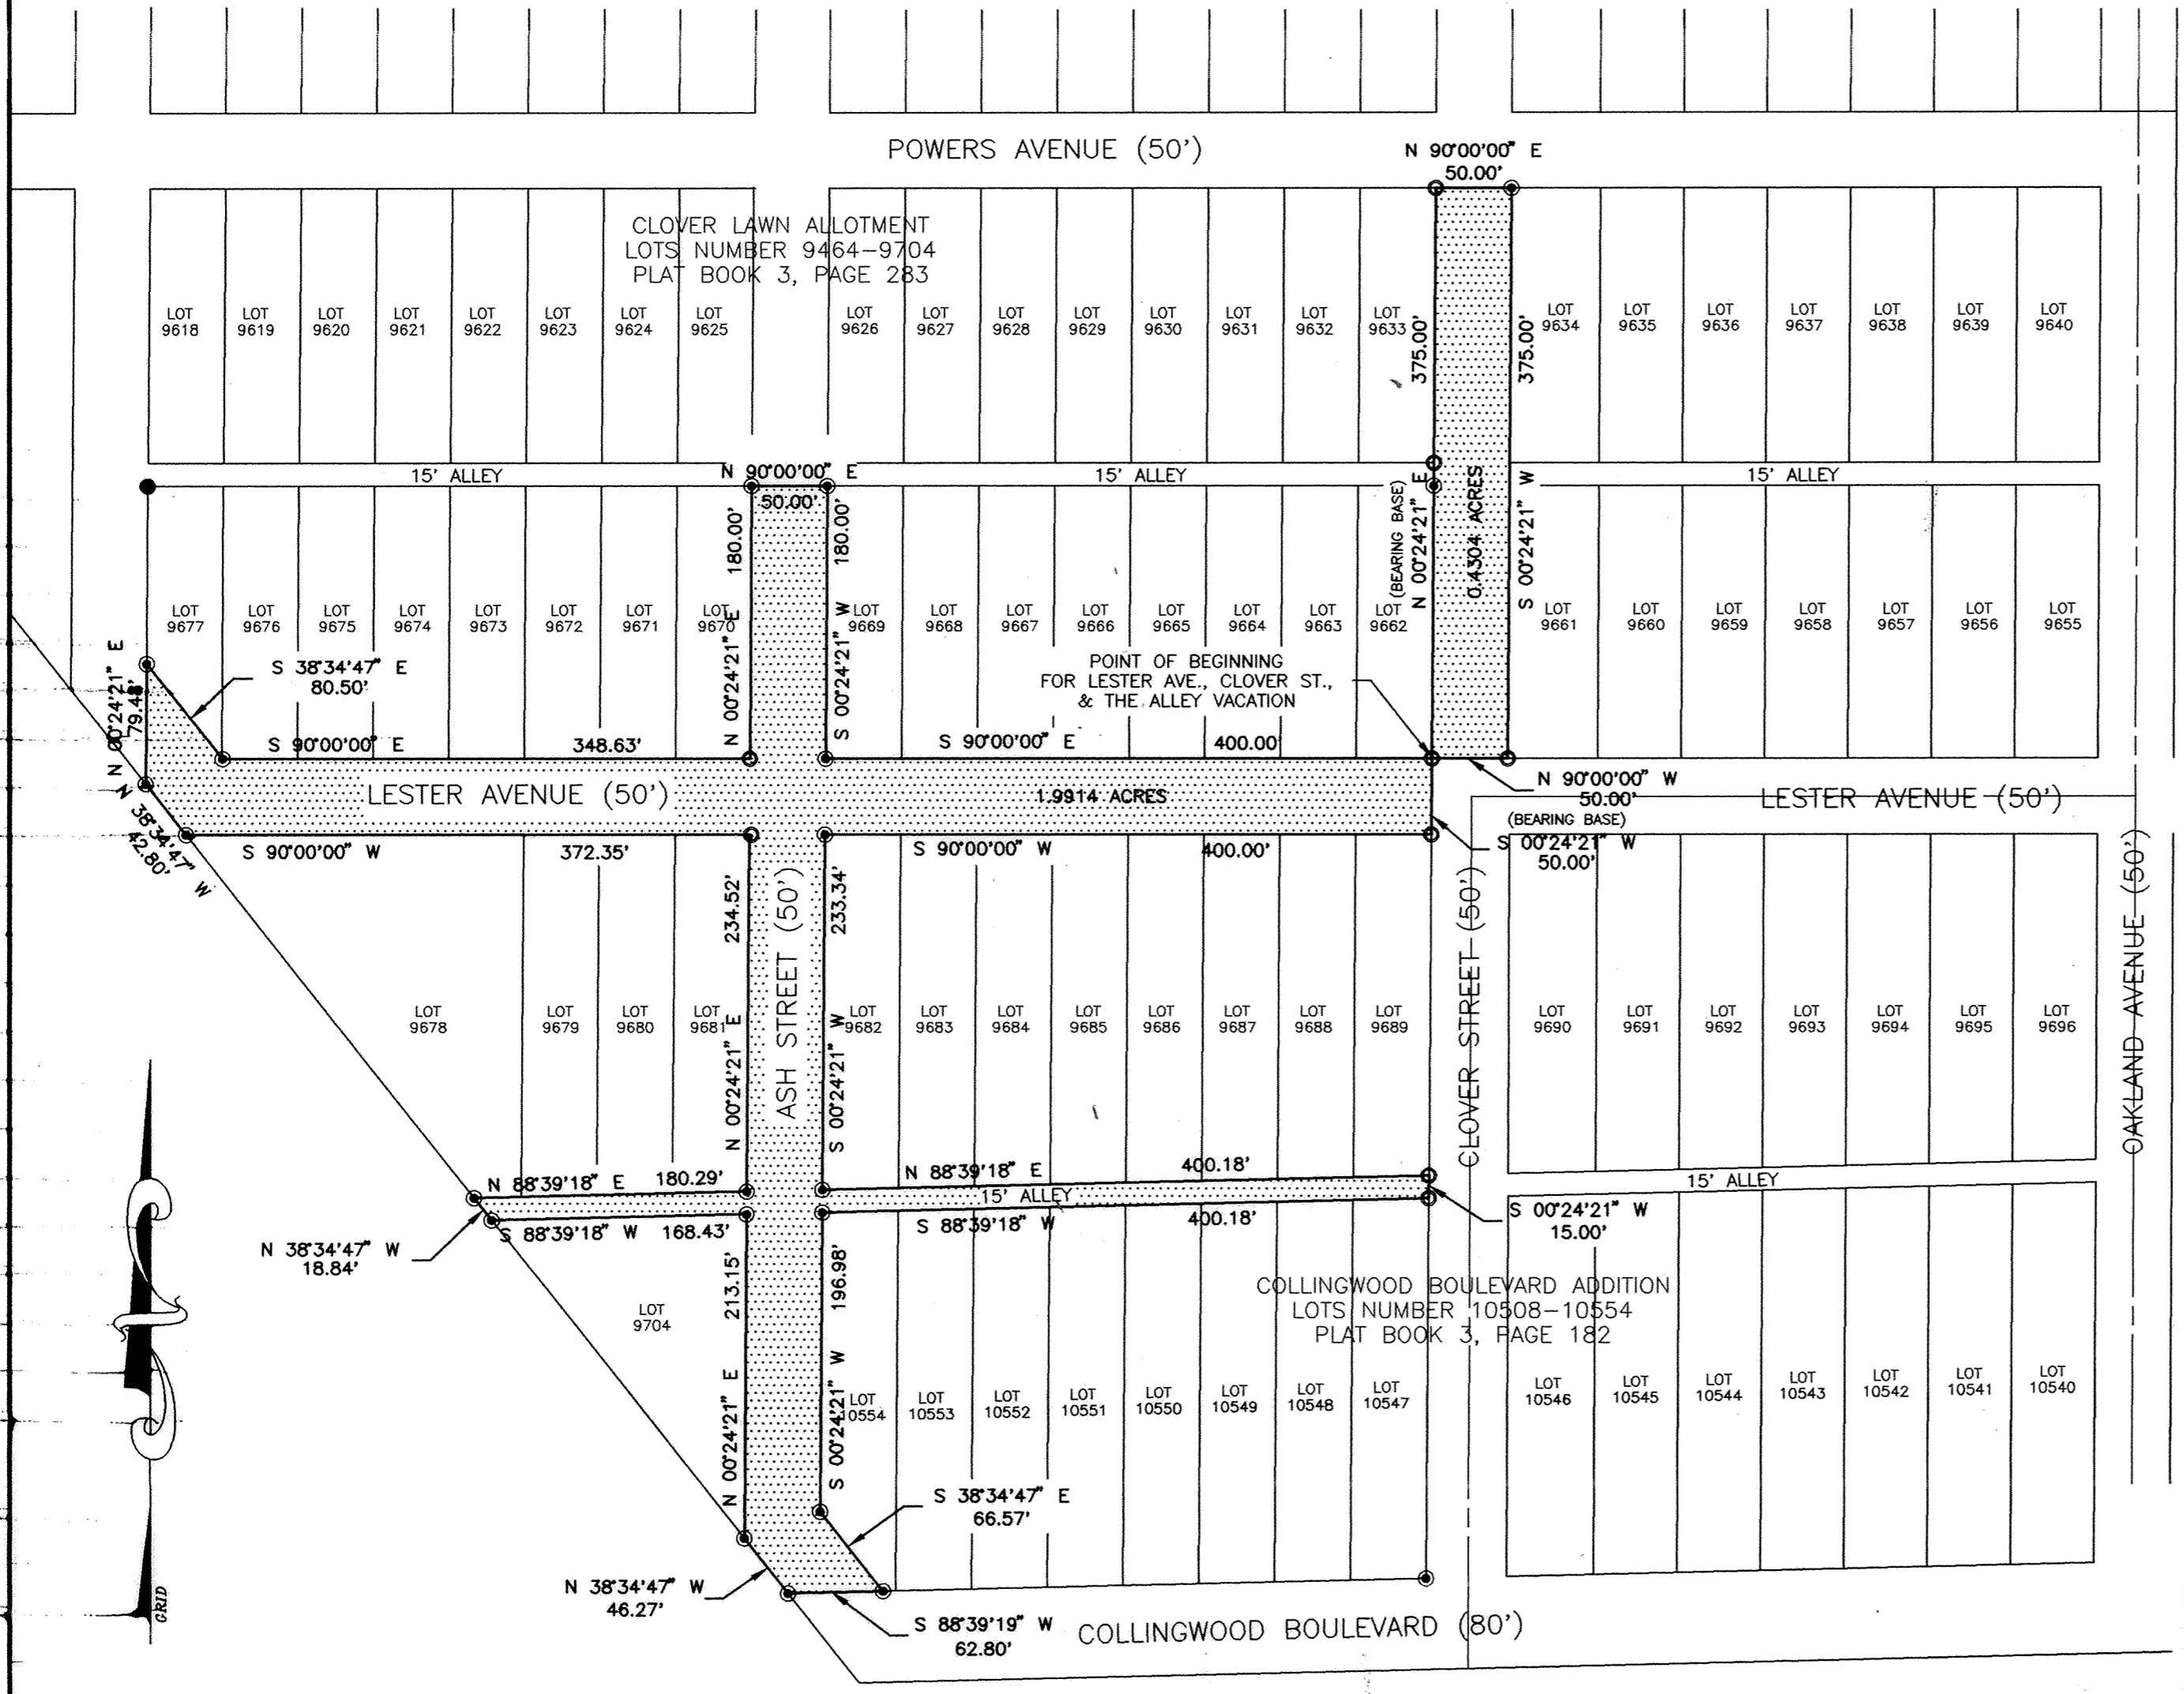 POWERS AVENUE (50')
N 90°00'00" E
50.00'
CLOVER LAWN ALLOTMENT
LOTS NUMBER 9464-9704
PLAT BOOK 3, PAGE 283
LOT
9618
LOT
9619
LOT
9620
LOT
9621
LOT
9622
LOT
9623
LOT
9624
LOT
9625
LOT
9626
LOT
9627
LOT
9628
LOT
9629
LOT
9630
LOT
9631
LOT
9632
LOT
9633
375.00'
375.00'
LOT
9634
LOT
9635
LOT
9636
LOT
9637
LOT
9638
LOT
9639
LOT
9640
15' ALLEY
N 90°00'00" E
50.00'
15' ALLEY
15' ALLEY
180.00'
180.00'
(BEARING BASE)
N 00°24'21" E
0.4304 ACRES
S 00°24'21" W
LOT
9677
LOT
9676
LOT
9675
LOT
9674
LOT
9673
LOT
9672
LOT
9671
LOT
9670
N 00°24'21" E
S 00°24'21" W
LOT
9669
LOT
9668
LOT
9667
LOT
9666
LOT
9665
LOT
9664
LOT
9663
LOT
9662
LOT
9661
LOT
9660
LOT
9659
LOT
9658
LOT
9657
LOT
9656
LOT
9655
N 00°24'21" E
79.48'
S 38°34'47" E
80.50'
POINT OF BEGINNING
FOR LESTER AVE., CLOVER ST.,
& THE ALLEY VACATION
S 90°00'00" E 348.63'
S 90°00'00" E 400.00'
N 90°00'00" W
50.00'
LESTER AVENUE (50')
1.9914 ACRES
LESTER AVENUE (50')
N 38°34'47" W
42.80'
S 90°00'00" W 372.35'
S 90°00'00" W 400.00'
(BEARING BASE)
S 00°24'21" W
50.00'
234.52'
N 00°24'21" E
ASH STREET (50')
233.34'
S 00°24'21" W
CLOVER STREET (50')
OAKLAND AVENUE (50')
LOT
9678
LOT
9679
LOT
9680
LOT
9681
LOT
9682
LOT
9683
LOT
9684
LOT
9685
LOT
9686
LOT
9687
LOT
9688
LOT
9689
LOT
9690
LOT
9691
LOT
9692
LOT
9693
LOT
9694
LOT
9695
LOT
9696
N 88°39'18" E 180.29'
N 88°39'18" E 400.18'
15' ALLEY
15' ALLEY
S 88°39'18" W 168.43'
S 88°39'18" W 400.18'
S 00°24'21" W
15.00'
N 38°34'47" W
18.84'
213.15'
N 00°24'21" E
196.98'
S 00°24'21" W
LOT
9704
COLLINGWOOD BOULEVARD ADDITION
LOTS NUMBER 10508-10554
PLAT BOOK 3, PAGE 182
LOT
10554
LOT
10553
LOT
10552
LOT
10551
LOT
10550
LOT
10549
LOT
10548
LOT
10547
LOT
10546
LOT
10545
LOT
10544
LOT
10543
LOT
10542
LOT
10541
LOT
10540
S 38°34'47" E
66.57'
N 38°34'47" W
46.27'
S 88°39'19" W
62.80'
COLLINGWOOD BOULEVARD (80')
GRID